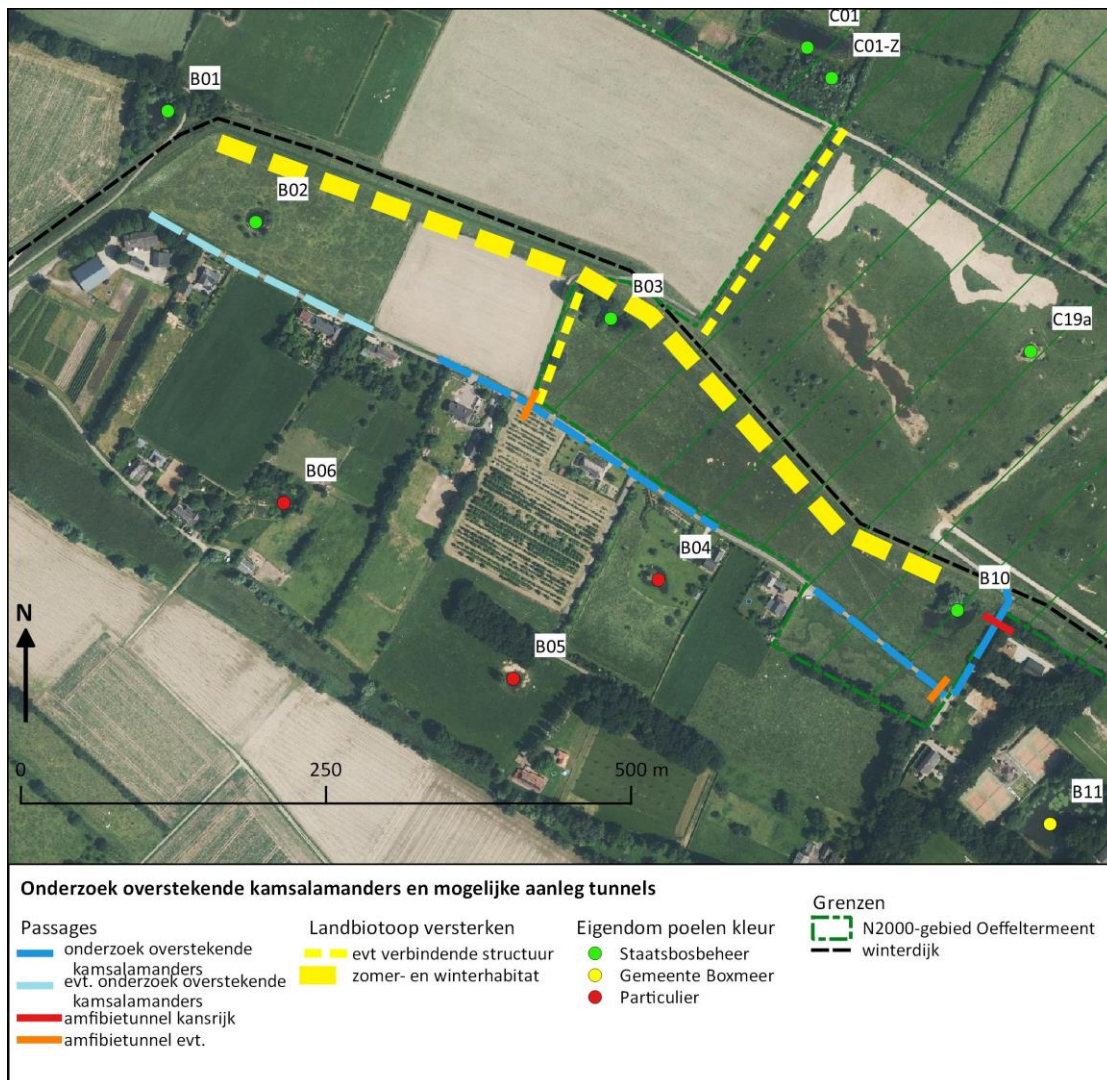 C01
C01-Z
B01
B02
B03
C19a
B06
B04
B10
B05
N
0
250
500 m
B11
Onderzoek overstekende kamsalamanders en mogelijke aanleg tunnels
Passages
onderzoek overstekende
kamsalamanders
evt. onderzoek overstekende
kamsalamanders
amfibietunnel kansrijk
amfibietunnel evt.
Landbiotoop versterken
evt verbindende structuur
zomer- en winterhabitat
Eigendom poelen kleur
Staatsbosbeheer
Gemeente Boxmeer
Particulier
Grenzen
N2000-gebied Oeffeltermeent
winterdijk